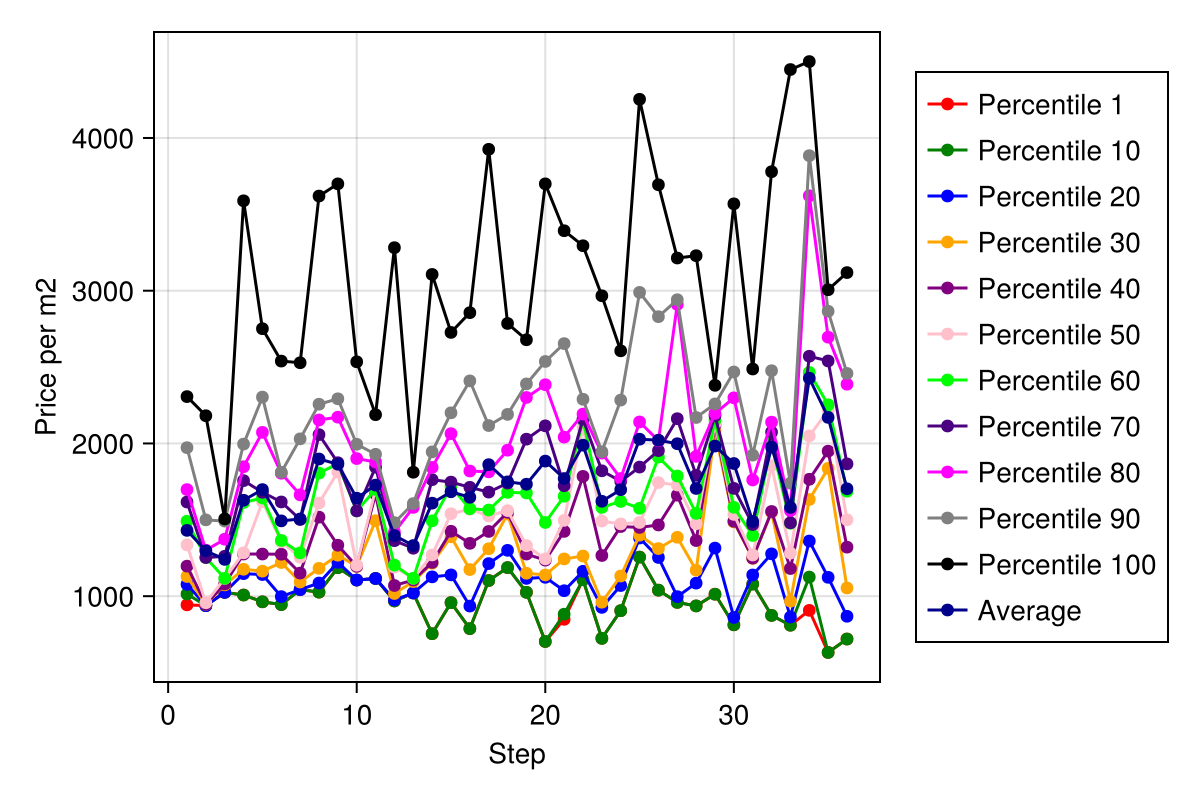 4000
3000
2000
1000
Price per m2
0 10 20 30
Step
Percentile 1
Percentile 10
Percentile 20
Percentile 30
Percentile 40
Percentile 50
Percentile 60
Percentile 70
Percentile 80
Percentile 90
Percentile 100
Average